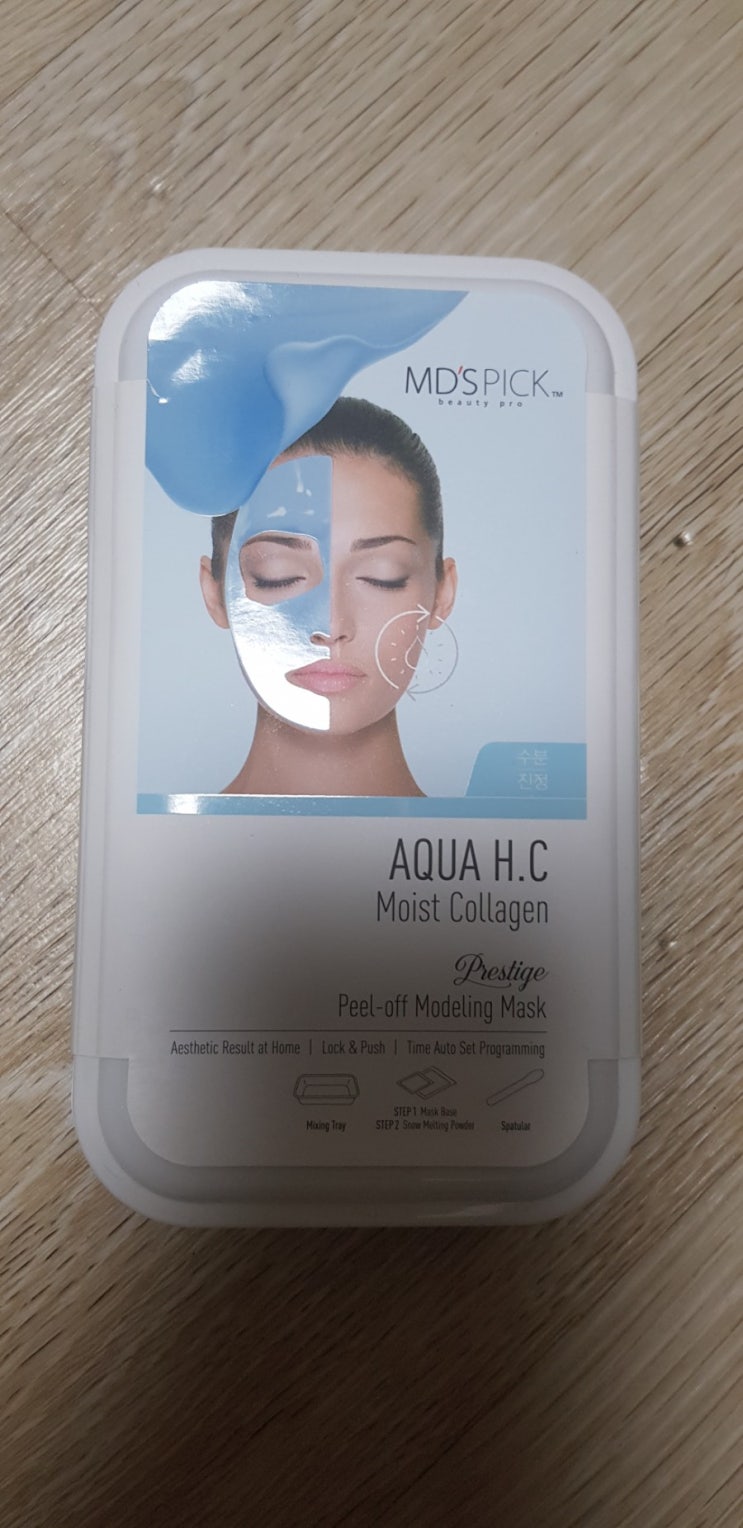 MD'SPICK™
beauty pro
수분
진정
AQUA H.C
Moist Collagen
Prestige
Peel-off Modeling Mask
Aesthetic Result at Home | Lock & Push | Time Auto Set Programming
Mixing Tray
STEP 1 Mask Base
STEP 2 Snow Melting Powder
Spatular